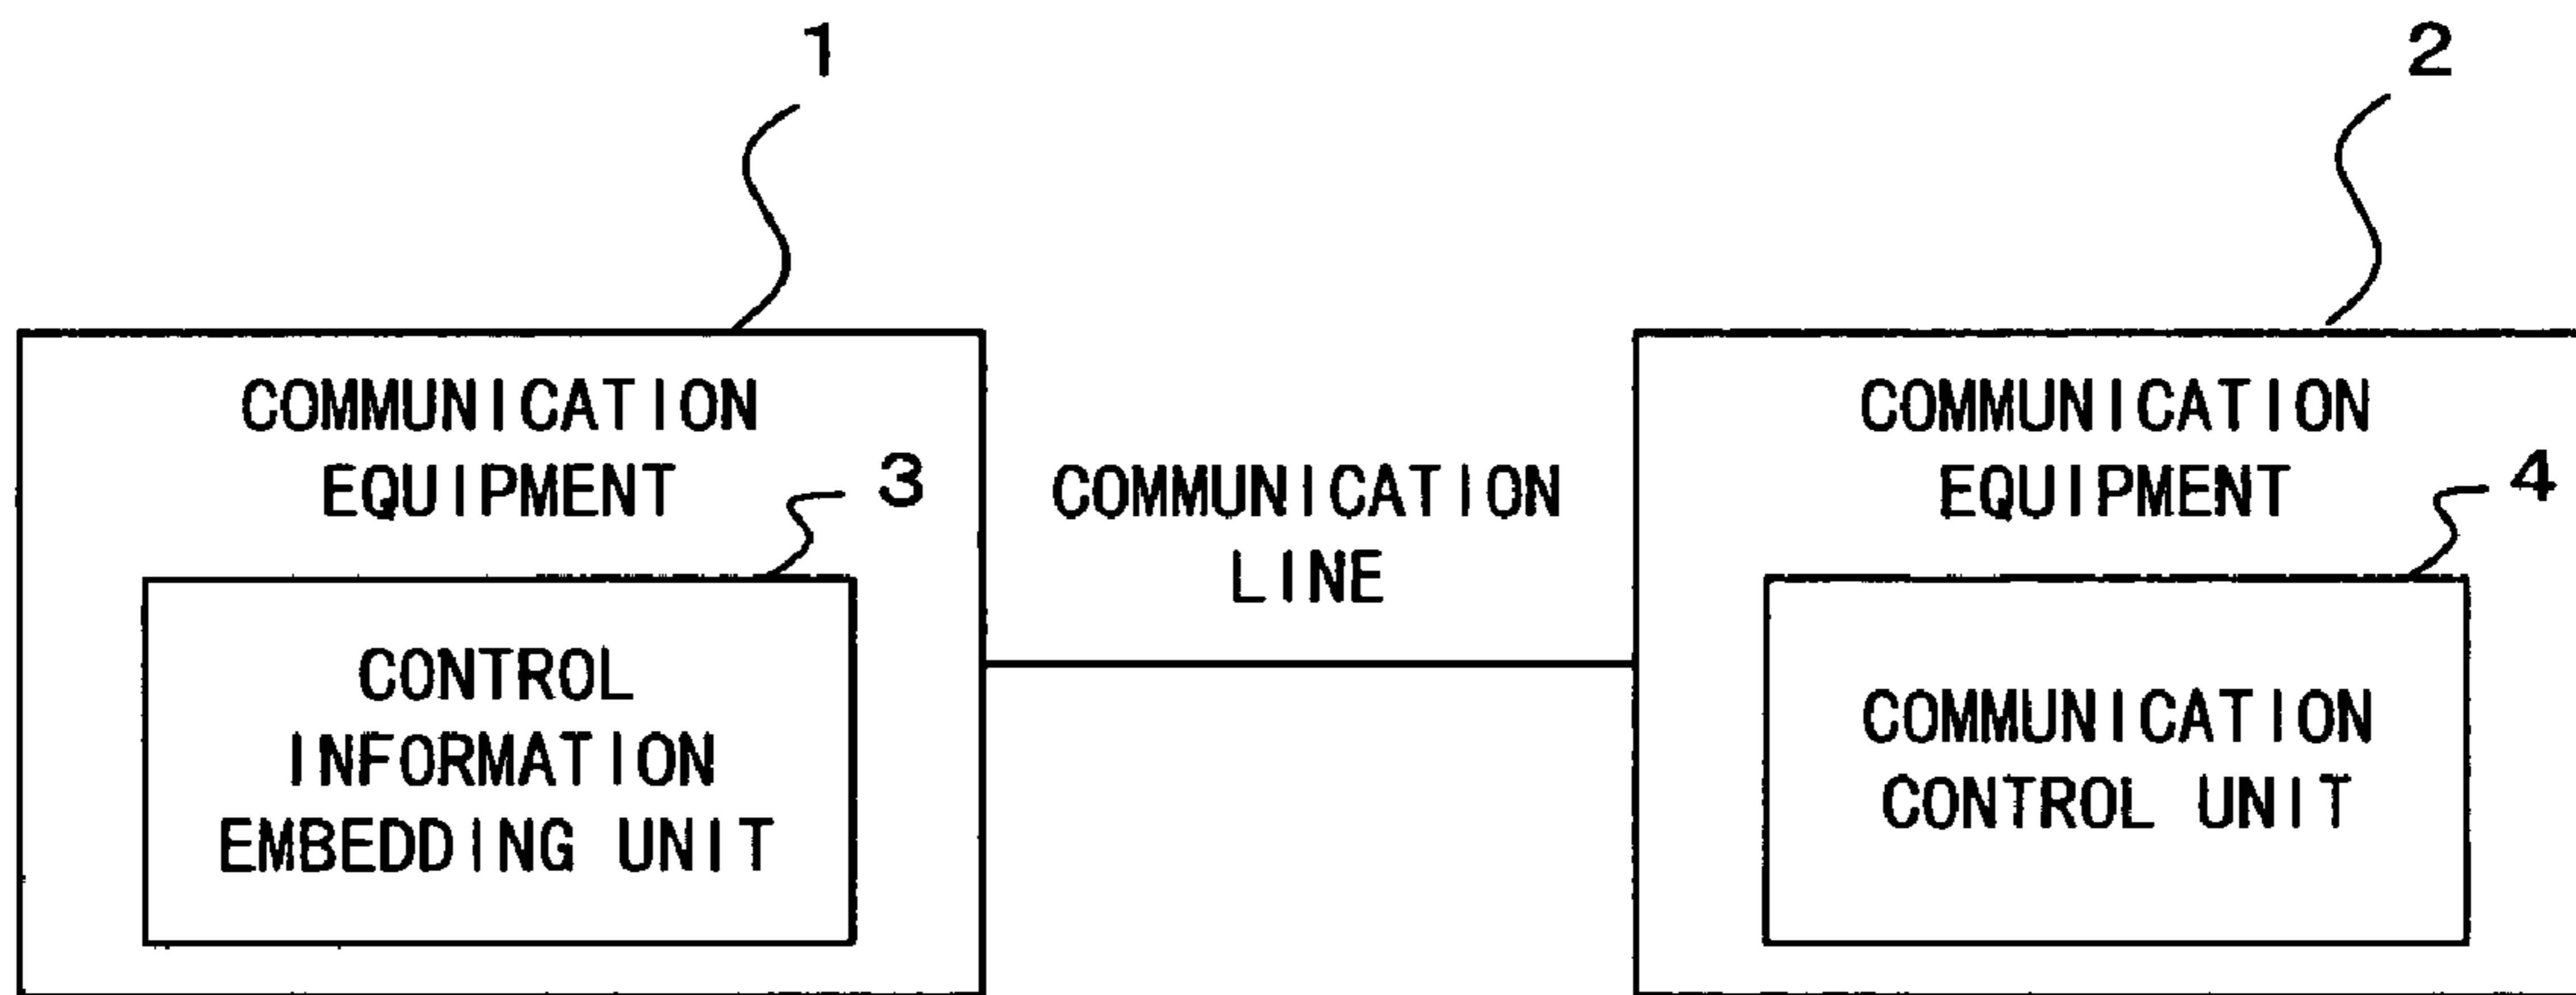 1
2
COMMUNICATION
EQUIPMENT
3
CONTROL
INFORMATION
EMBEDDING UNIT
COMMUNICATION
LINE
COMMUNICATION
EQUIPMENT
4
COMMUNICATION
CONTROL UNIT